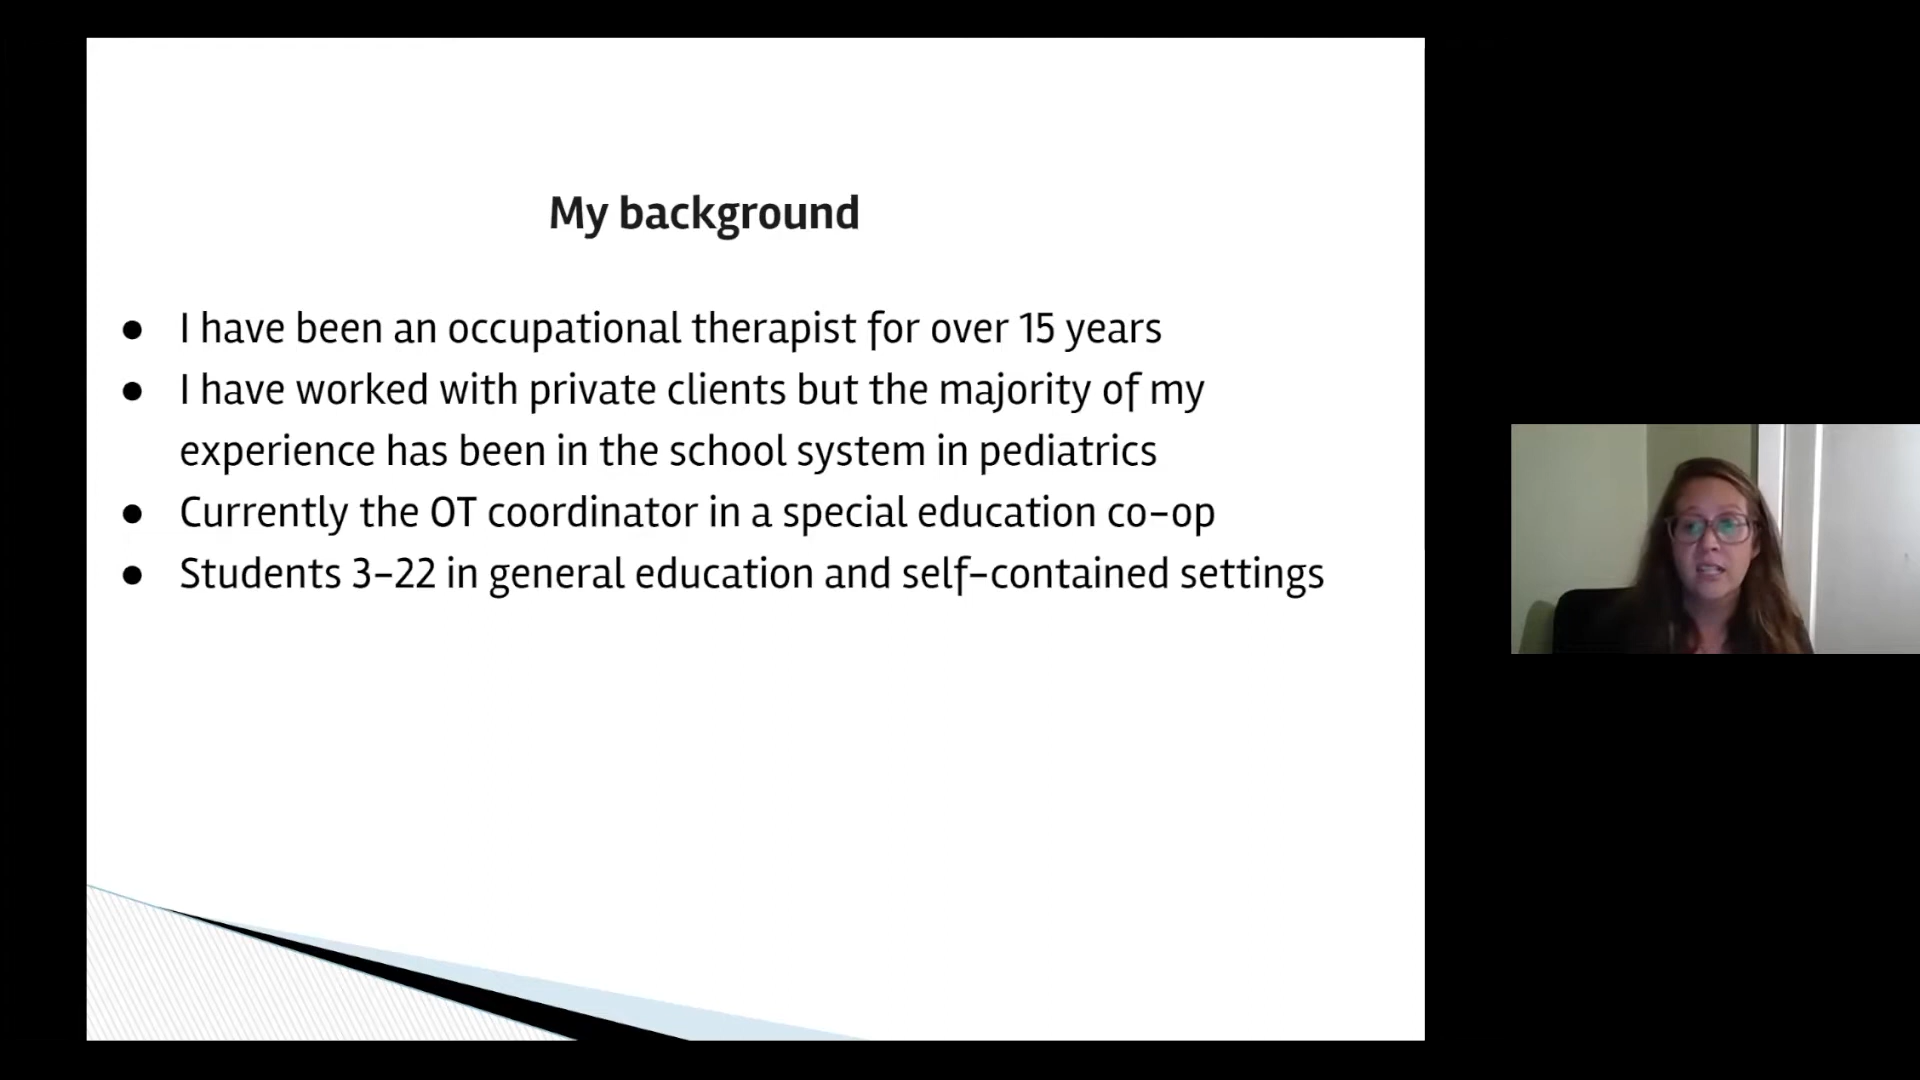 My background
● I have been an occupational therapist for over 15 years
● I have worked with private clients but the majority of my
experience has been in the school system in pediatrics
● Currently the OT coordinator in a special education co-op
● Students 3-22 in general education and self-contained settings